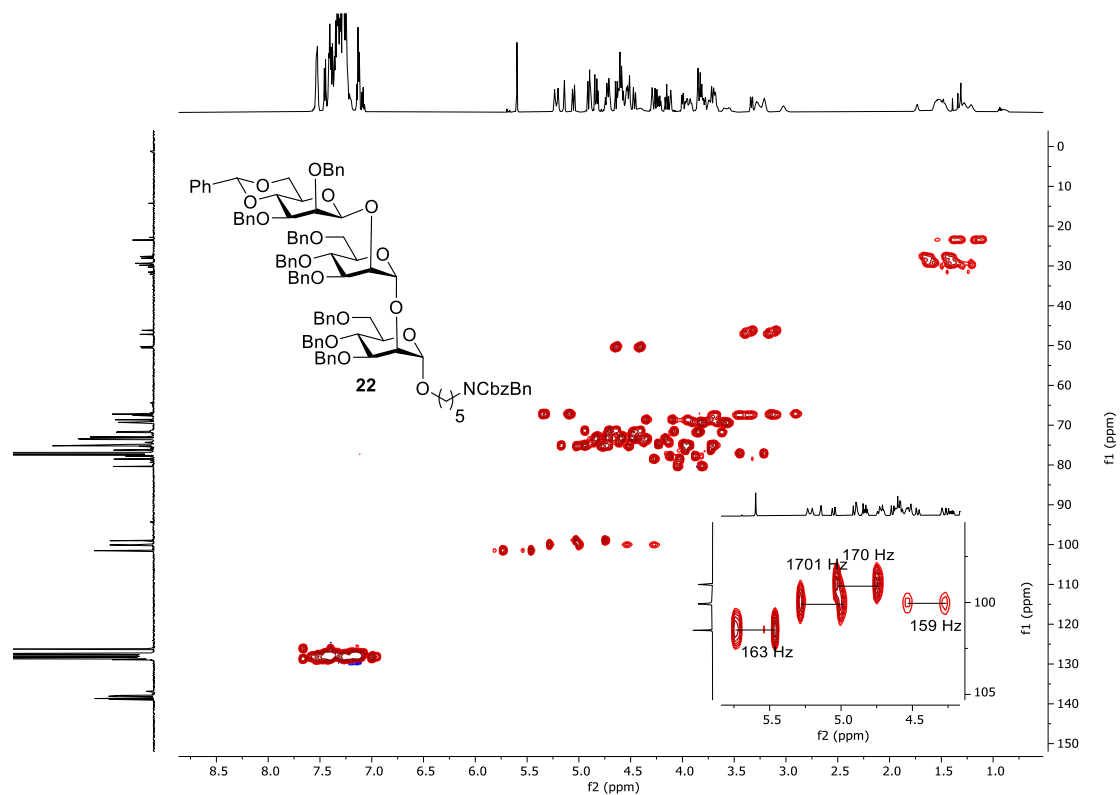 OBn
Ph
O
O
O
BnO
O
BnO
BnO
O
BnO
O
BnO
O
BnO
BnO
22
O
NCbzBn
5
0
10
20
30
40
50
60
70
80
90
100
110
120
130
140
150
f1 (ppm)
8.5 8.0 7.5 7.0 6.5 6.0 5.5 5.0 4.5 4.0 3.5 3.0 2.5 2.0 1.5 1.0
f2 (ppm)
1701 Hz 170 Hz
163 Hz
159 Hz
100
105
f1 (ppm)
5.5 5.0 4.5
f2 (ppm)